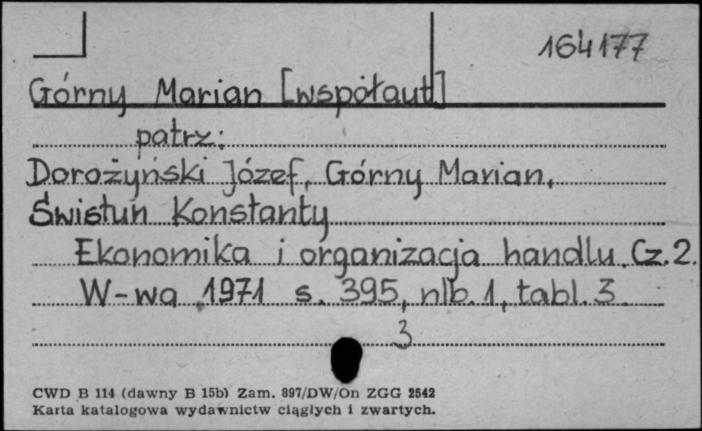 164177
Górny Marian [współaut]
patrz:
Dorożyński Józef, Górny Marian,
Świstuń Konstanty
Ekonomika i organizacja handlu. Cz. 2.
W-wa 1971 s. 395, nlb. 1, tabl. 3.
3
CWD B 114 (dawny B 15b) Zam. 897/DW/On ZGG 2542
Karta katalogowa wydawnictw ciągłych i zwartych.